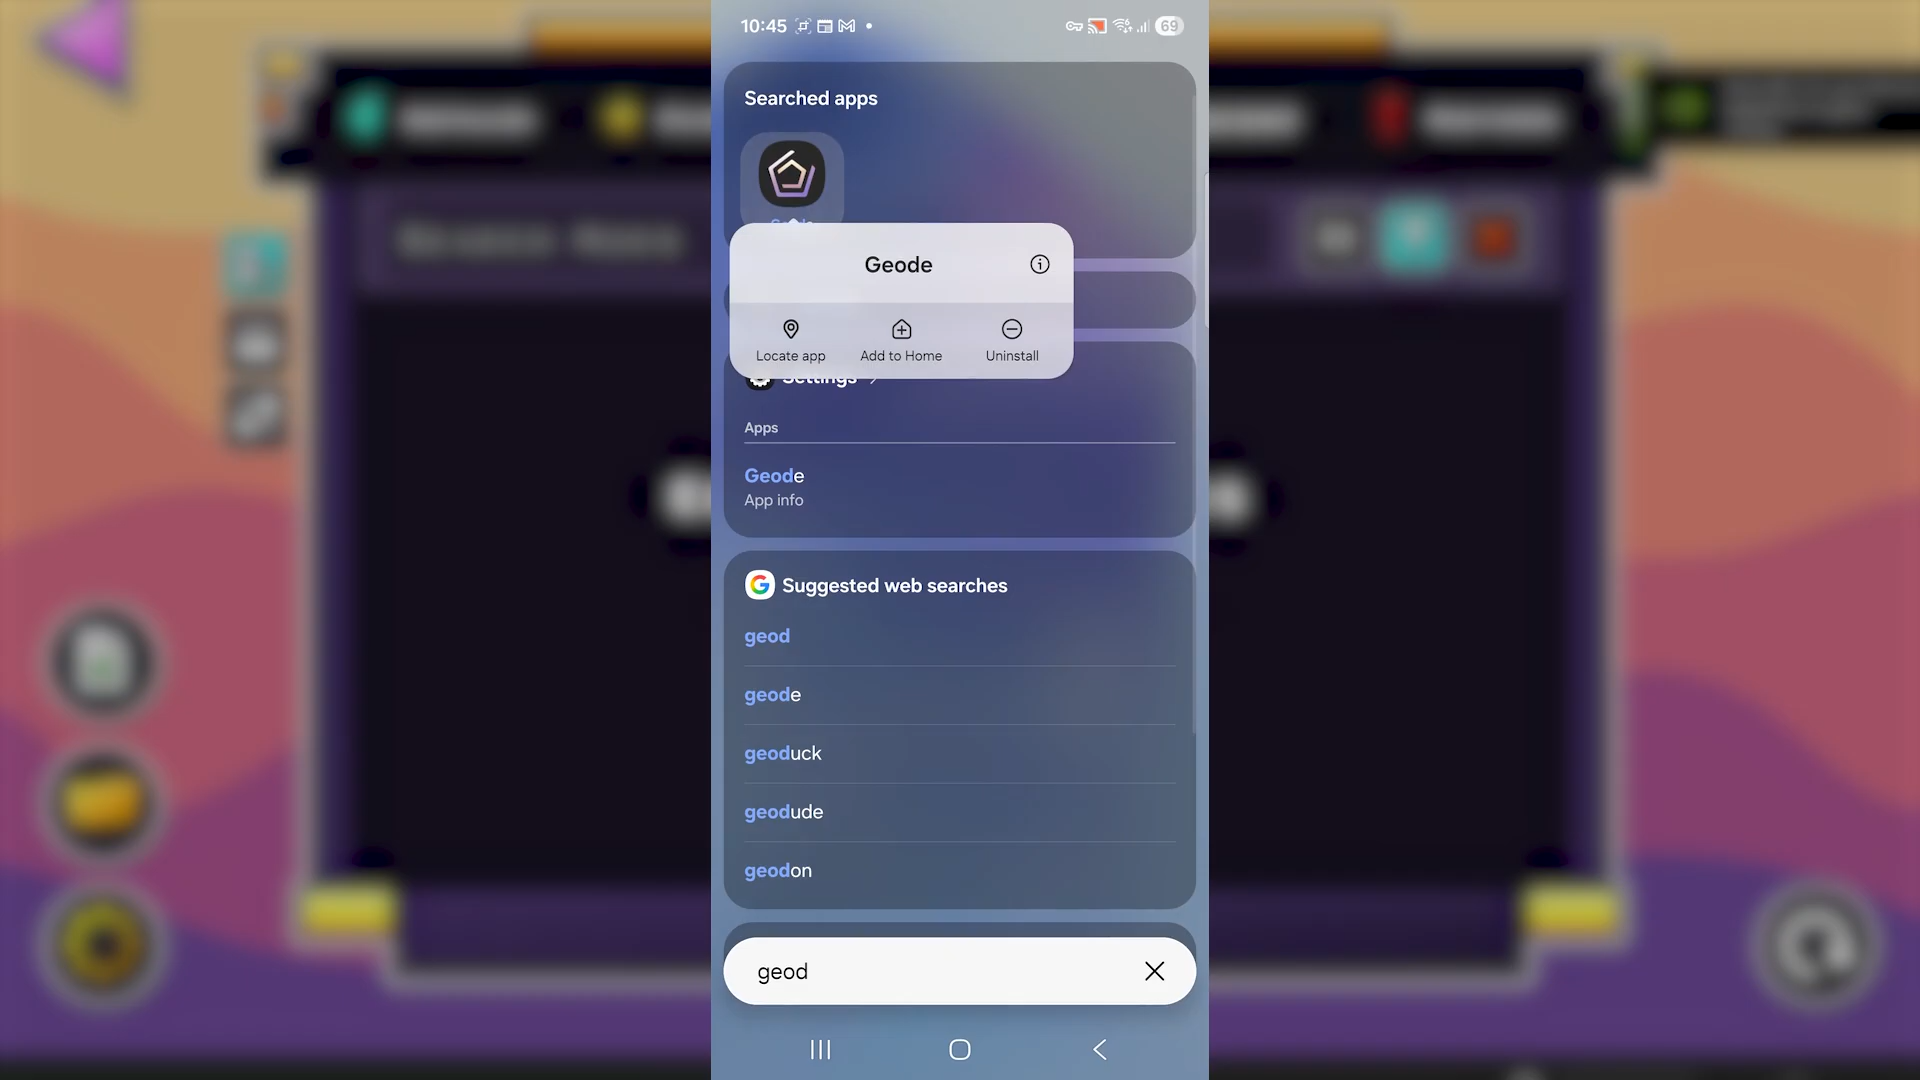 10:45
69
Searched apps
Geode
Locate app
Add to Home
Uninstall
Settings
Apps
Geode
App info
Suggested web searches
geod
geode
geoduck
geodude
geodon
geod